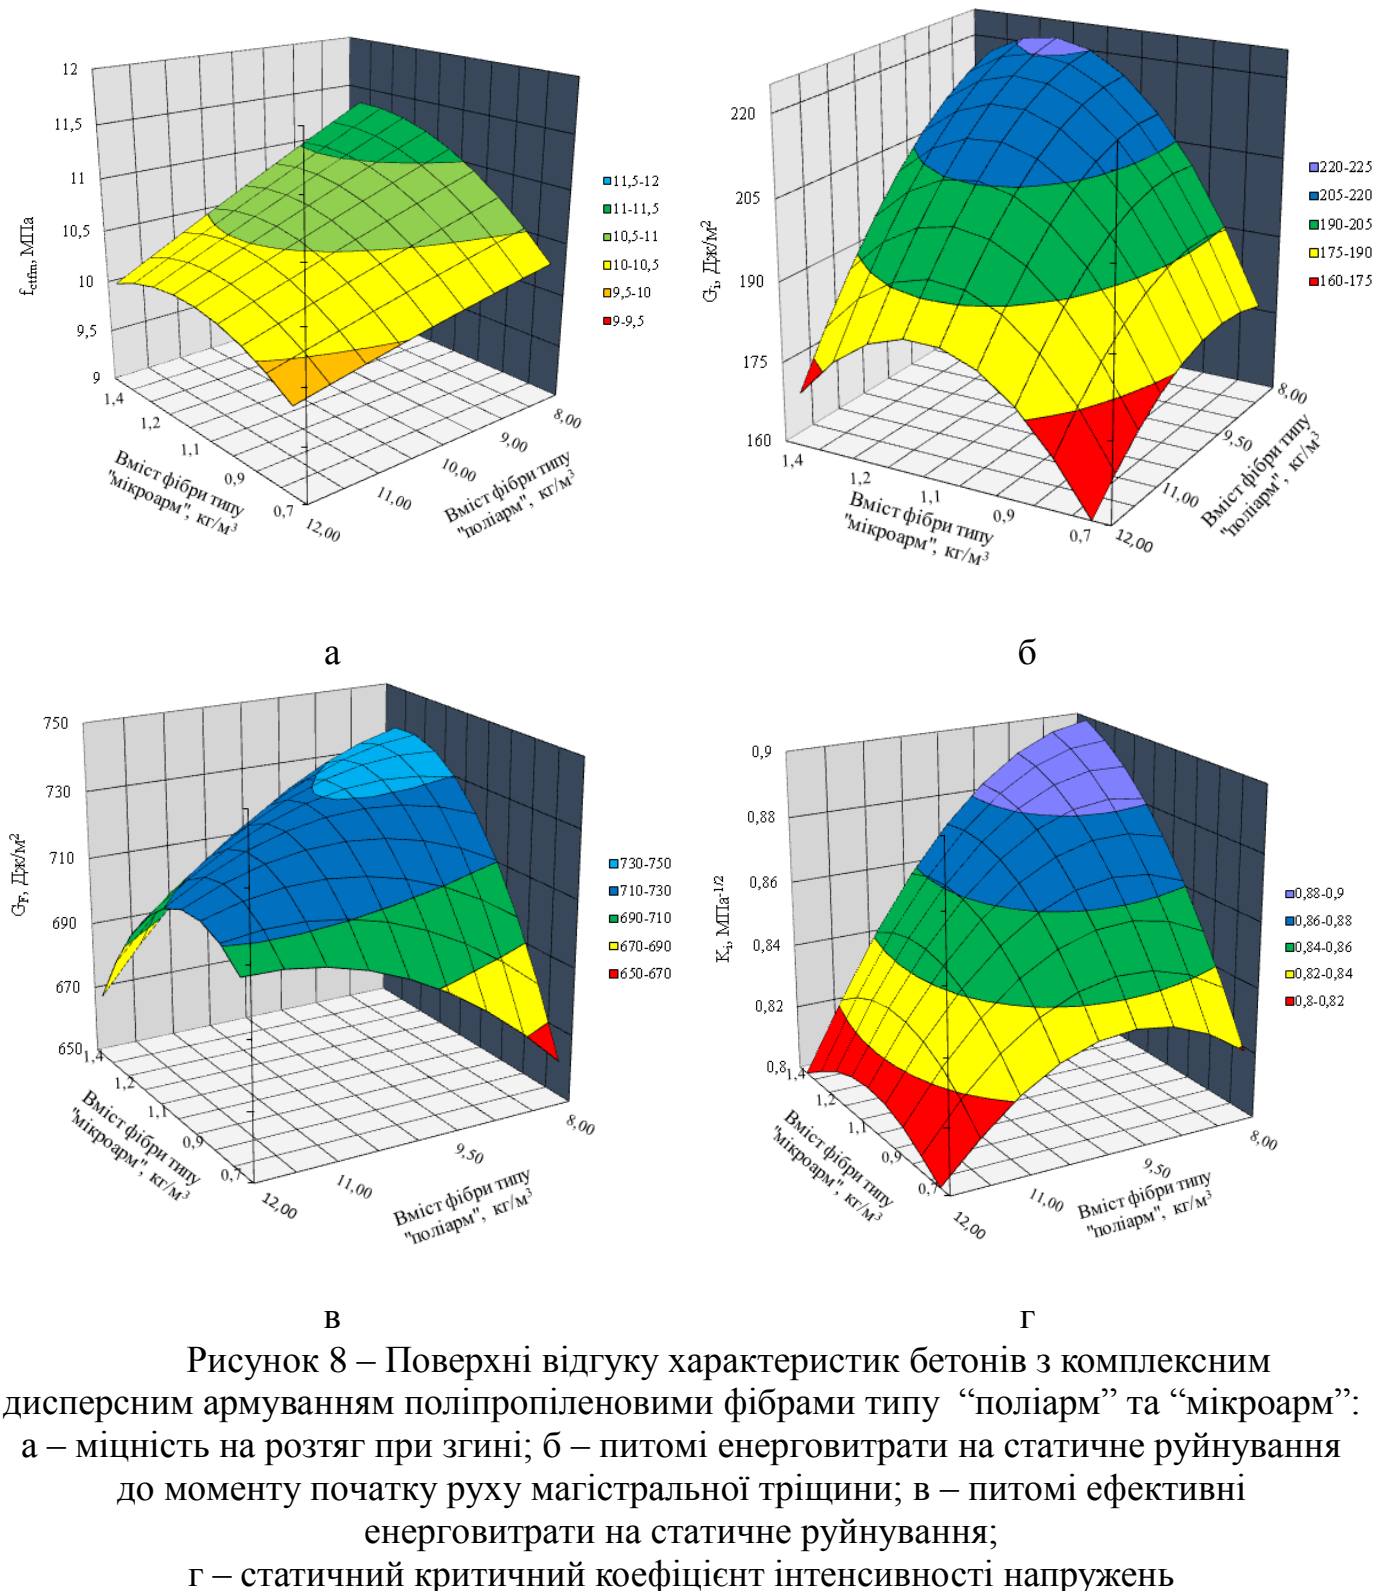 12
11,5
11
10,5
10
9,5
9
f_ctfm, МПа
1,4
1,2
1,1
0,9
0,7
Вміст фібри типу
"мікроарм", кг/м³
12,00
11,00
10,00
9,00
8,00
Вміст фібри типу
"поліарм", кг/м³
11,5-12
11-11,5
10,5-11
10-10,5
9,5-10
9-9,5
а
220
205
190
175
160
G_i, Дж/м²
1,4
1,2
1,1
0,9
0,7
Вміст фібри типу
"мікроарм", кг/м³
12,00
11,00
9,50
8,00
Вміст фібри типу
"поліарм", кг/м³
220-225
205-220
190-205
175-190
160-175
б
750
730
710
690
670
650
G_F, Дж/м²
1,4
1,2
1,1
0,9
0,7
Вміст фібри типу
"мікроарм", кг/м³
12,00
11,00
9,50
8,00
Вміст фібри типу
"поліарм", кг/м³
730-750
710-730
690-710
670-690
650-670
в
0,9
0,88
0,86
0,84
0,82
0,8
K_i, МПа⁻¹ᐟ²
1,4
1,2
1,1
0,9
0,7
Вміст фібри типу
"мікроарм", кг/м³
12,00
11,00
9,50
8,00
Вміст фібри типу
"поліарм", кг/м³
0,88-0,9
0,86-0,88
0,84-0,86
0,82-0,84
0,8-0,82
г
Рисунок 8 – Поверхні відгуку характеристик бетонів з комплексним
дисперсним армуванням поліпропіленовими фібрами типу “поліарм” та “мікроарм”:
а – міцність на розтяг при згині; б – питомі енерговитрати на статичне руйнування
до моменту початку руху магістральної тріщини; в – питомі ефективні
енерговитрати на статичне руйнування;
г – статичний критичний коефіцієнт інтенсивності напружень